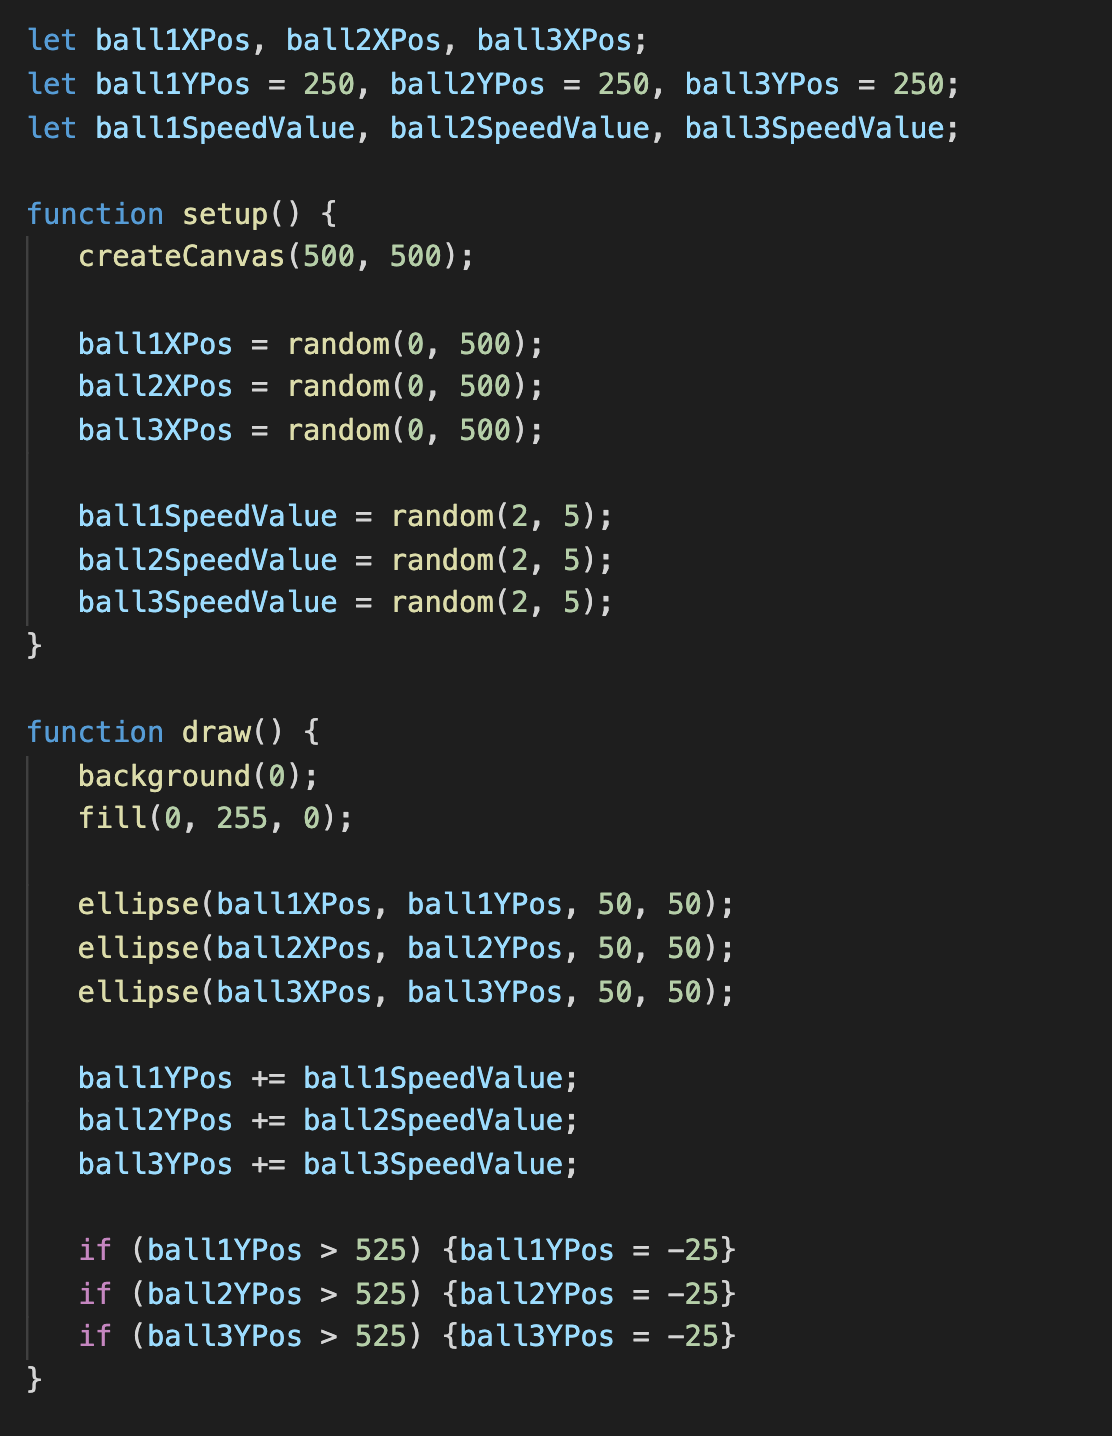 let ball1XPos, ball2XPos, ball3XPos;
let ball1YPos = 250, ball2YPos = 250, ball3YPos = 250;
let ball1SpeedValue, ball2SpeedValue, ball3SpeedValue;

function setup() {
   createCanvas(500, 500);

   ball1XPos = random(0, 500);
   ball2XPos = random(0, 500);
   ball3XPos = random(0, 500);

   ball1SpeedValue = random(2, 5);
   ball2SpeedValue = random(2, 5);
   ball3SpeedValue = random(2, 5);
}

function draw() {
   background(0);
   fill(0, 255, 0);

   ellipse(ball1XPos, ball1YPos, 50, 50);
   ellipse(ball2XPos, ball2YPos, 50, 50);
   ellipse(ball3XPos, ball3YPos, 50, 50);

   ball1YPos += ball1SpeedValue;
   ball2YPos += ball2SpeedValue;
   ball3YPos += ball3SpeedValue;

   if (ball1YPos > 525) {ball1YPos = -25}
   if (ball2YPos > 525) {ball2YPos = -25}
   if (ball3YPos > 525) {ball3YPos = -25}
}